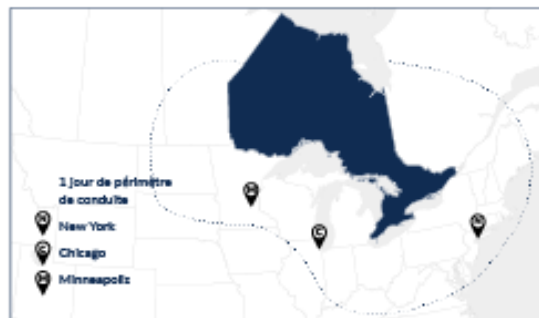 1 jour de périmètre
de conduite
N New York
C Chicago
M Minneapolis
M
C
N